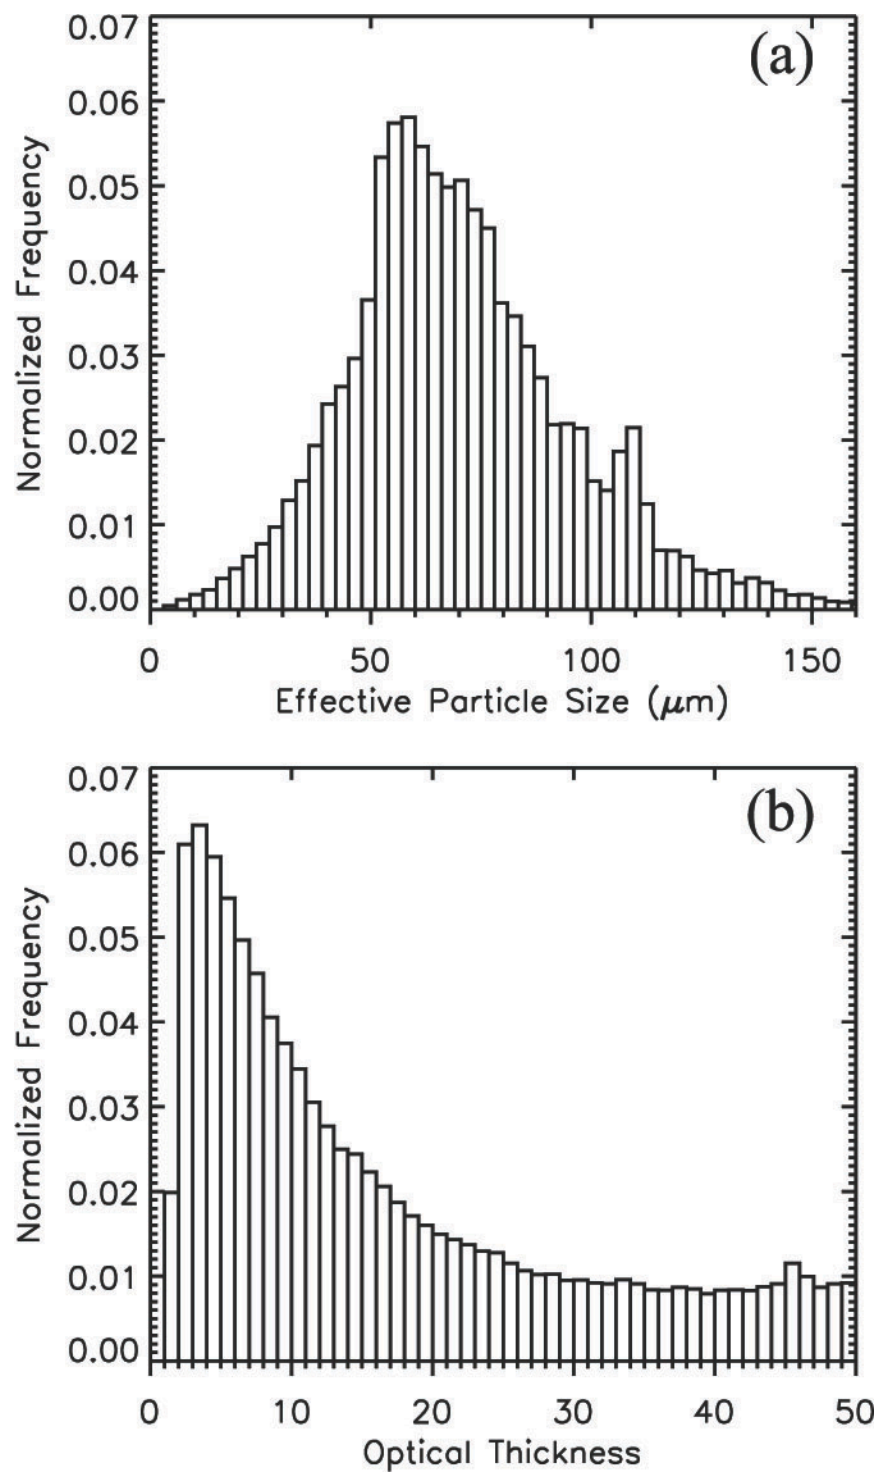 (a)
0.07
0.06
0.05
0.04
0.03
0.02
0.01
0.00
Normalized Frequency
0 50 100 150
Effective Particle Size (μm)
(b)
0.07
0.06
0.05
0.04
0.03
0.02
0.01
0.00
Normalized Frequency
0 10 20 30 40 50
Optical Thickness